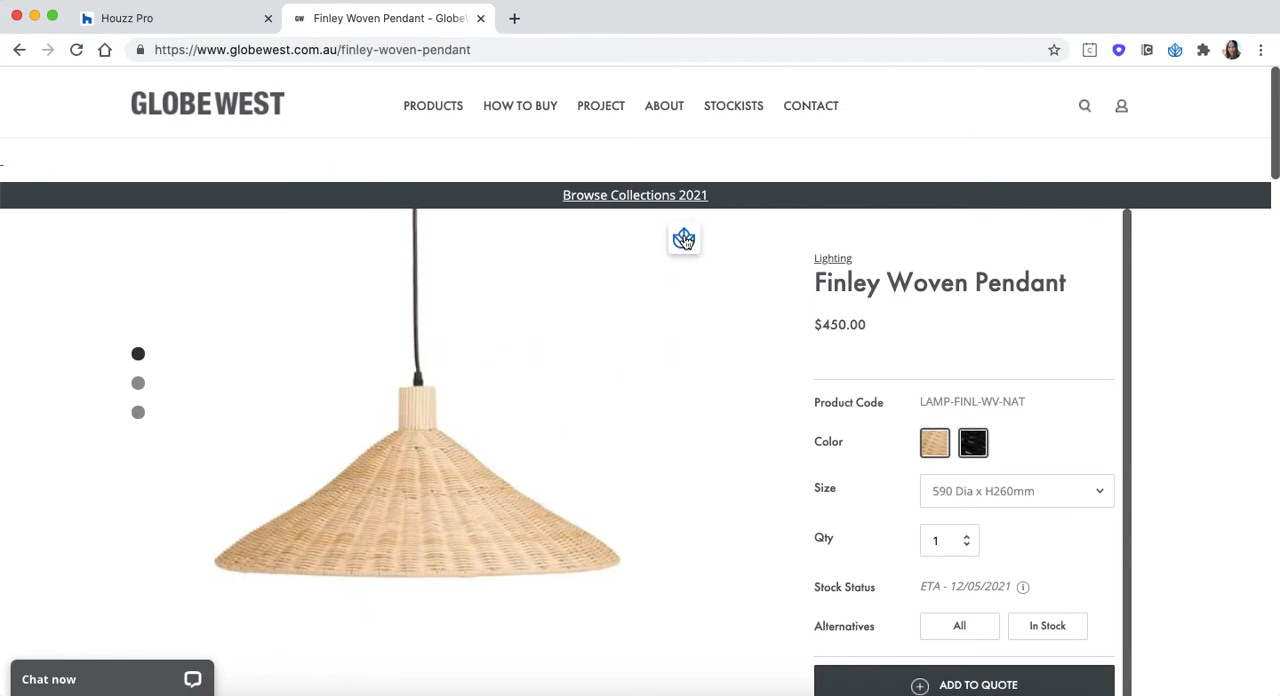 Houzz Pro
GW Finley Woven Pendant - GlobeW
https://www.globewest.com.au/finley-woven-pendant
GLOBE WEST
PRODUCTS HOW TO BUY PROJECT ABOUT STOCKISTS CONTACT
Browse Collections 2021
Lighting
Finley Woven Pendant
$450.00
Product Code LAMP-FINL-WV-NAT
Color
Size 590 Dia x H260mm
Qty 1
Stock Status ETA - 12/05/2021
Alternatives All In Stock
ADD TO QUOTE
Chat now